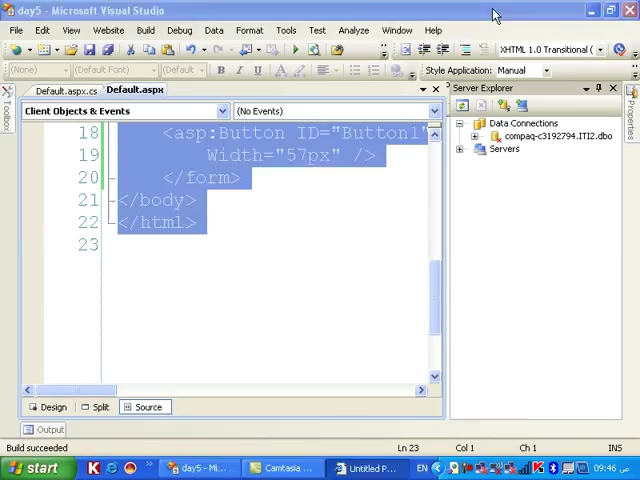 day5 - Microsoft Visual Studio
File Edit View Website Build Debug Data Format Tools Test Analyze Window Help
XHTML 1.0 Transitional (
(None) (Default Font) (Default B I U A Style Application: Manual
Toolbox
Default.aspx.cs Default.aspx
Server Explorer
Properties
Client Objects & Events (No Events)
Data Connections
compaq-c3192794.ITI2.dbo
Servers
18 <asp:Button ID="Button1"
19 Width="57px" />
20 </form>
21 </body>
22 </html>
23
Design Split Source
Output
Build succeeded Ln 23 Col 1 Ch 1 INS
start K day5 - Mi... Camtasia ... Untitled P... EN 09:46 ص